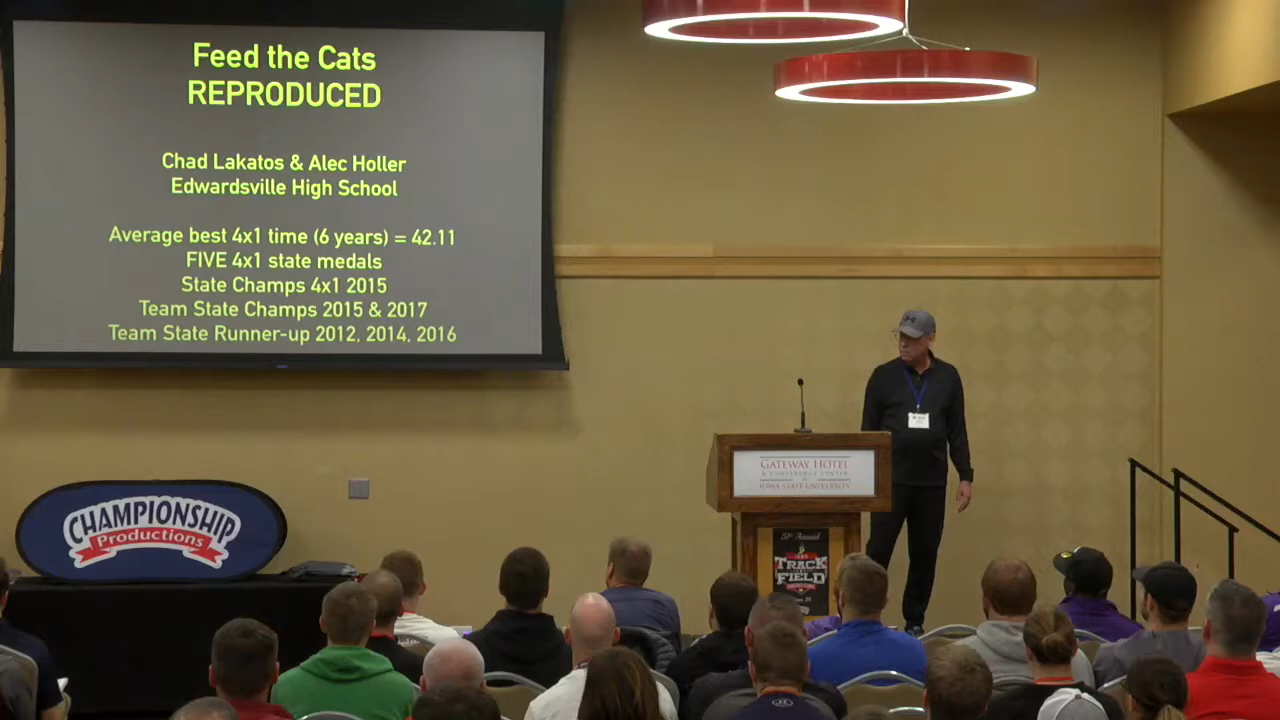 Feed the Cats
REPRODUCED
Chad Lakatos & Alec Holler
Edwardsville High School
Average best 4x1 time (6 years) = 42.11
FIVE 4x1 state medals
State Champs 4x1 2015
Team State Champs 2015 & 2017
Team State Runner-up 2012, 2014, 2016
CHAMPIONSHIP
Productions
GATEWAY HOTEL
& CONFERENCE CENTER
IOWA STATE UNIVERSITY
51st Annual
TRACK
FIELD